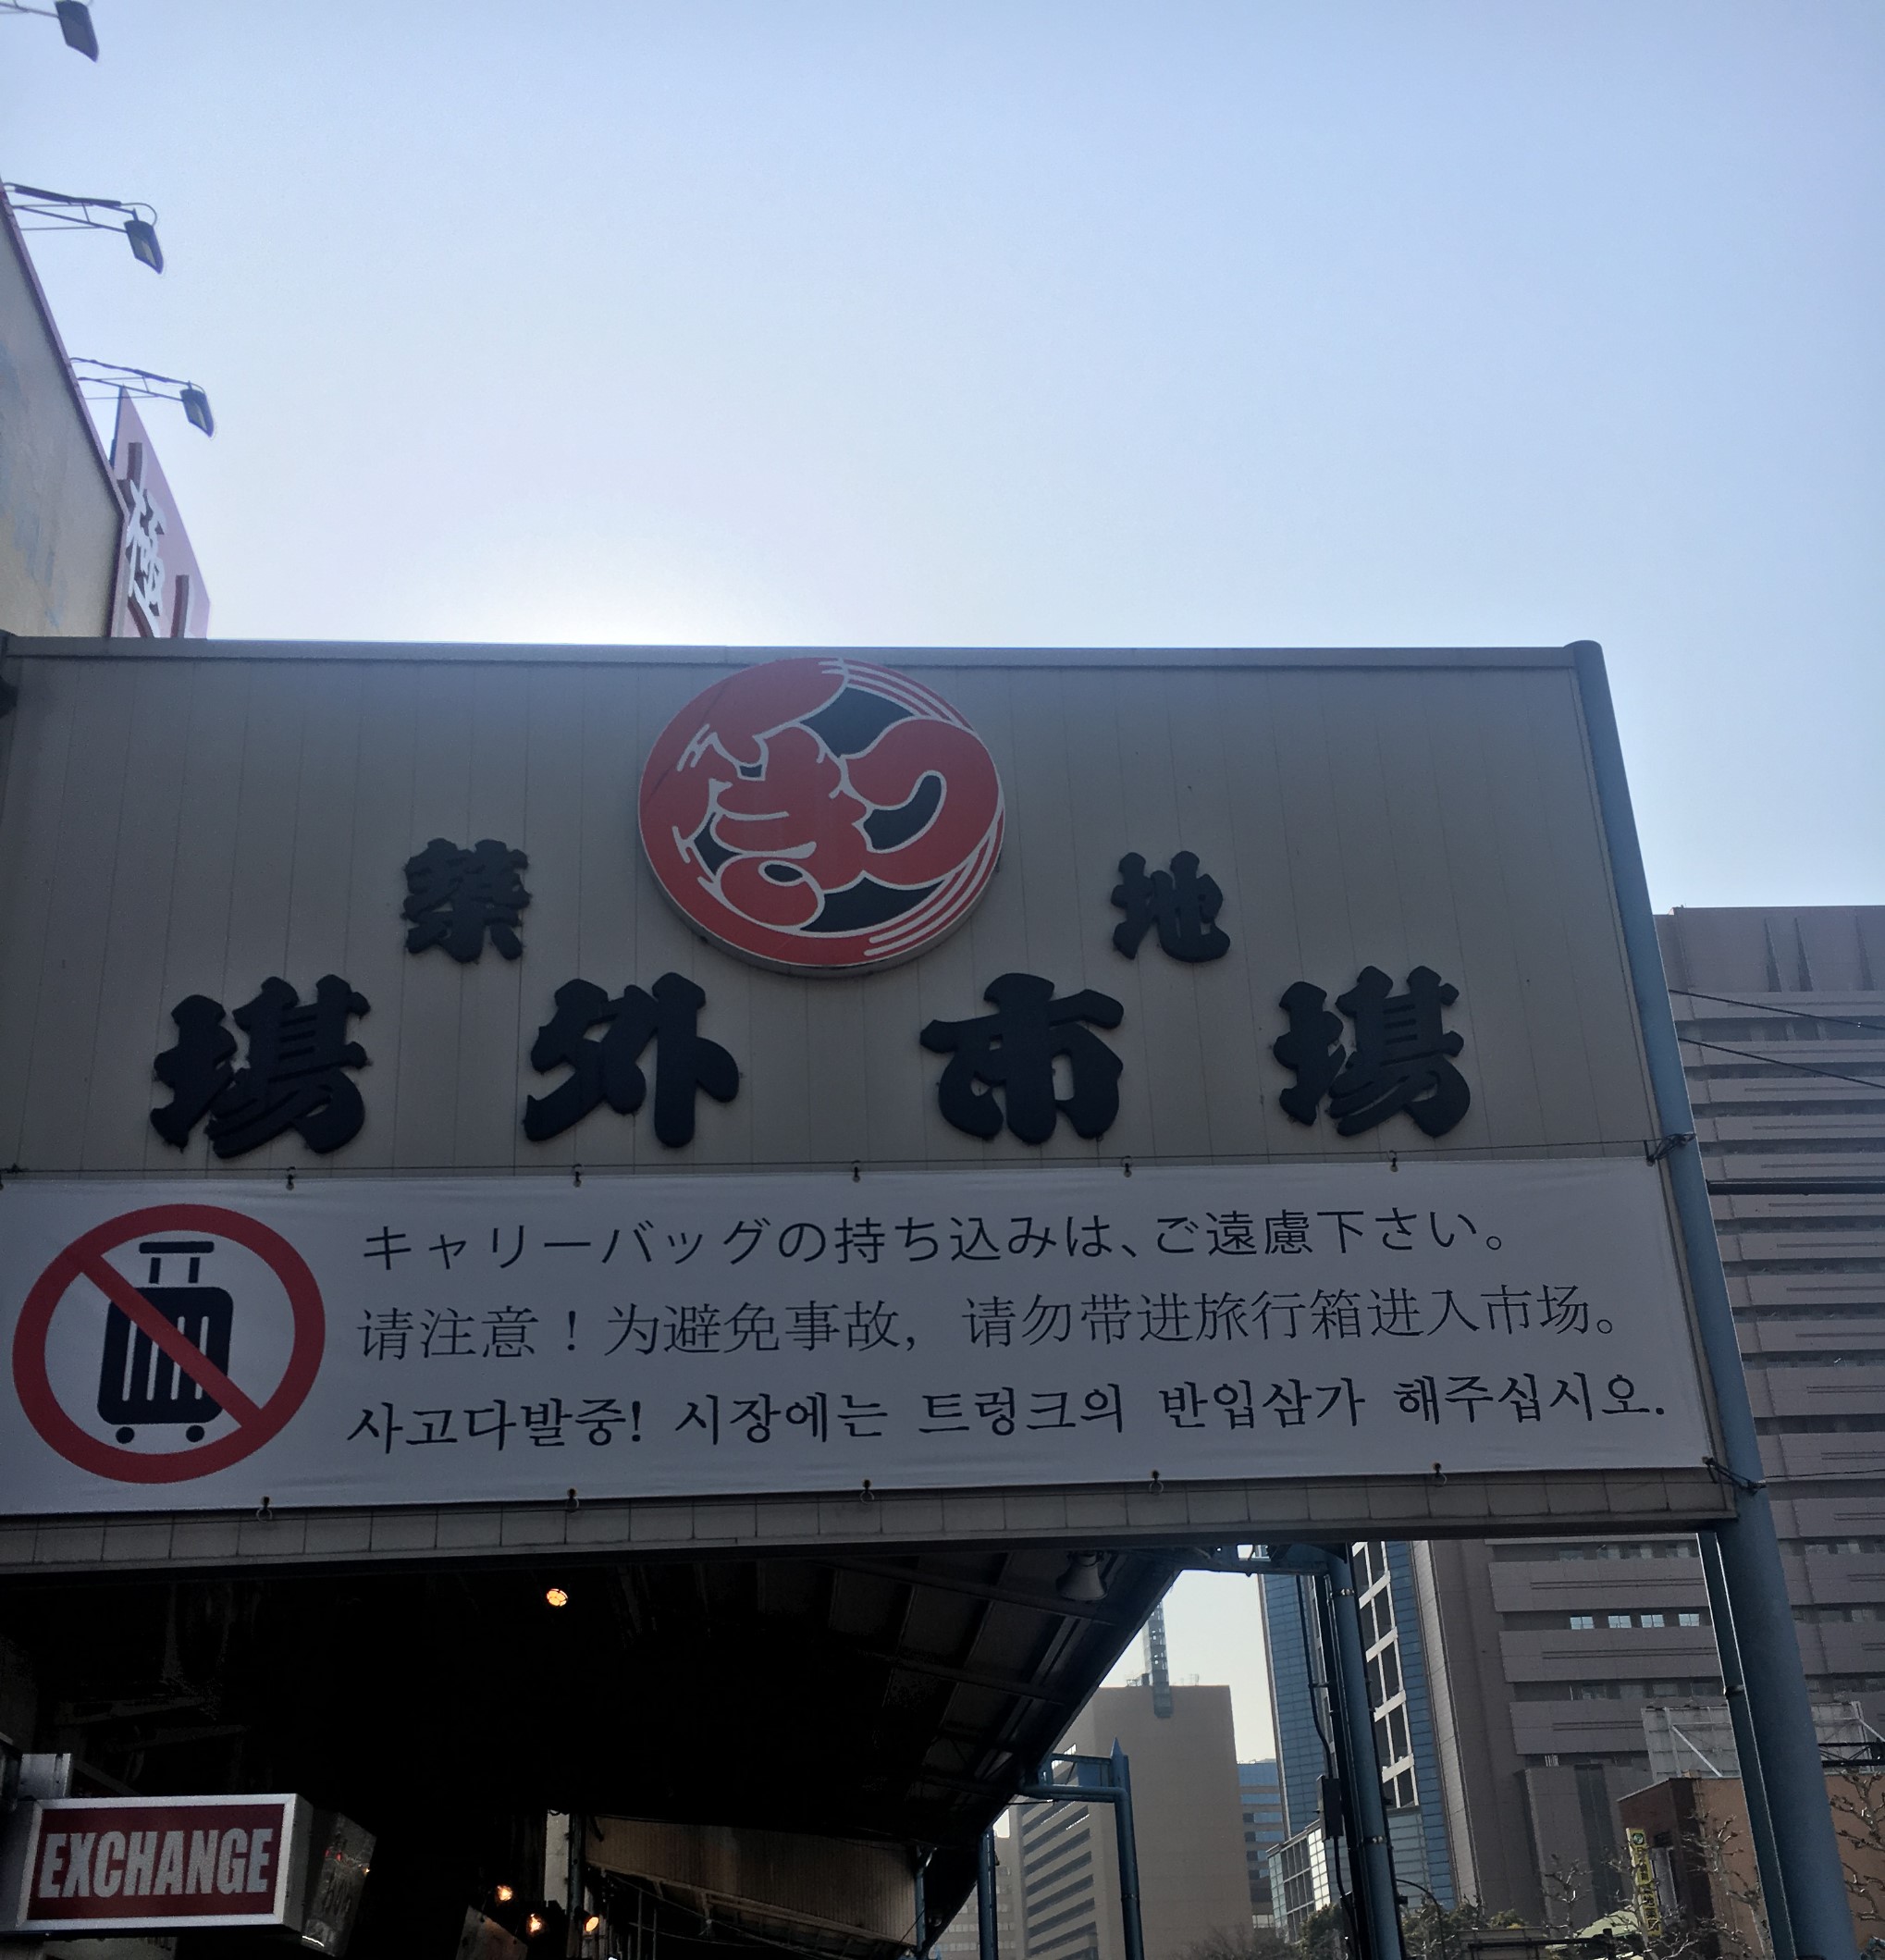 極
築地
場外市場
キャリーバッグの持ち込みは、ご遠慮下さい。
请注意！为避免事故，请勿带进旅行箱进入市场。
사고다발중! 시장에는 트렁크의 반입삼가 해주십시오.
EXCHANGE